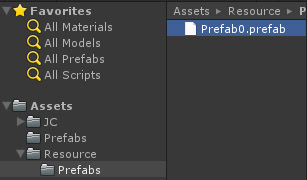 Favorites
All Materials
All Models
All Prefabs
All Scripts
Assets
JC
Prefabs
Resource
Prefabs
Assets ▸ Resource ▸ P
Prefab0.prefab